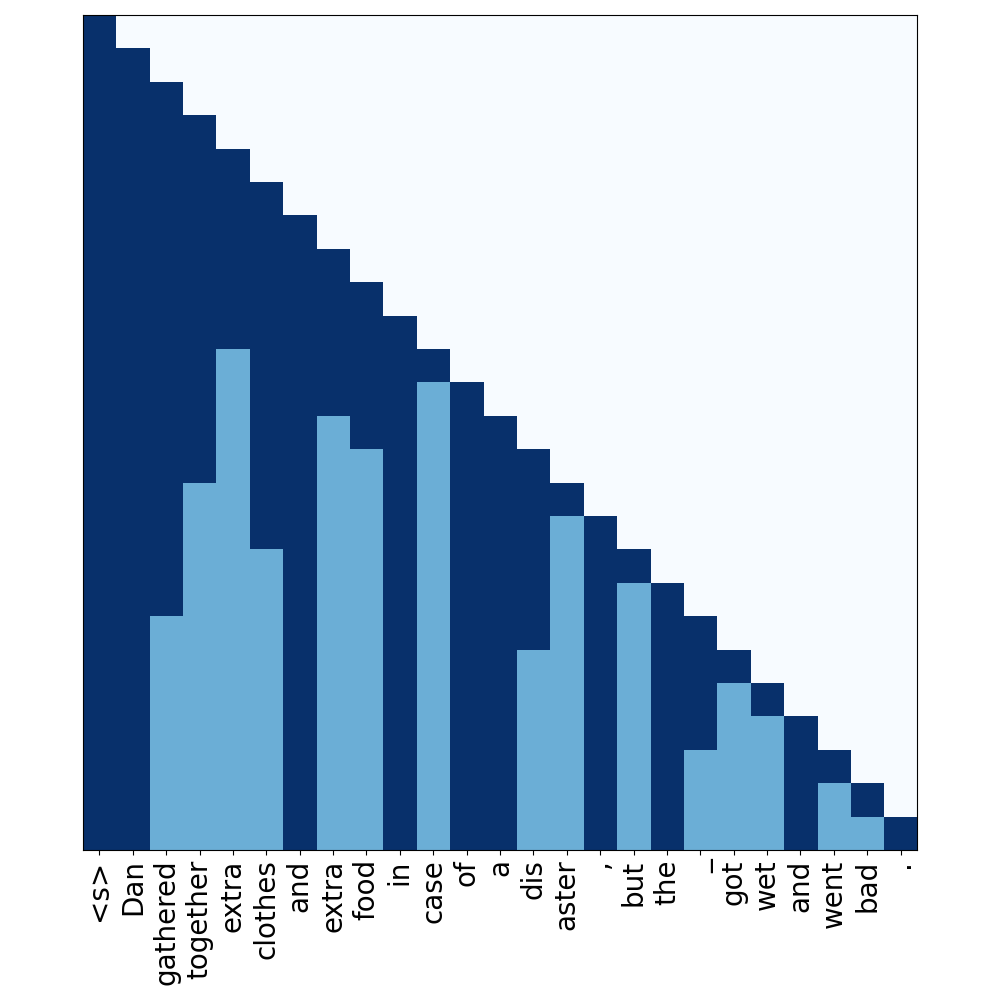 <s> Dan gathered together extra clothes and extra food in case of a dis aster , but the _ got wet and went bad .